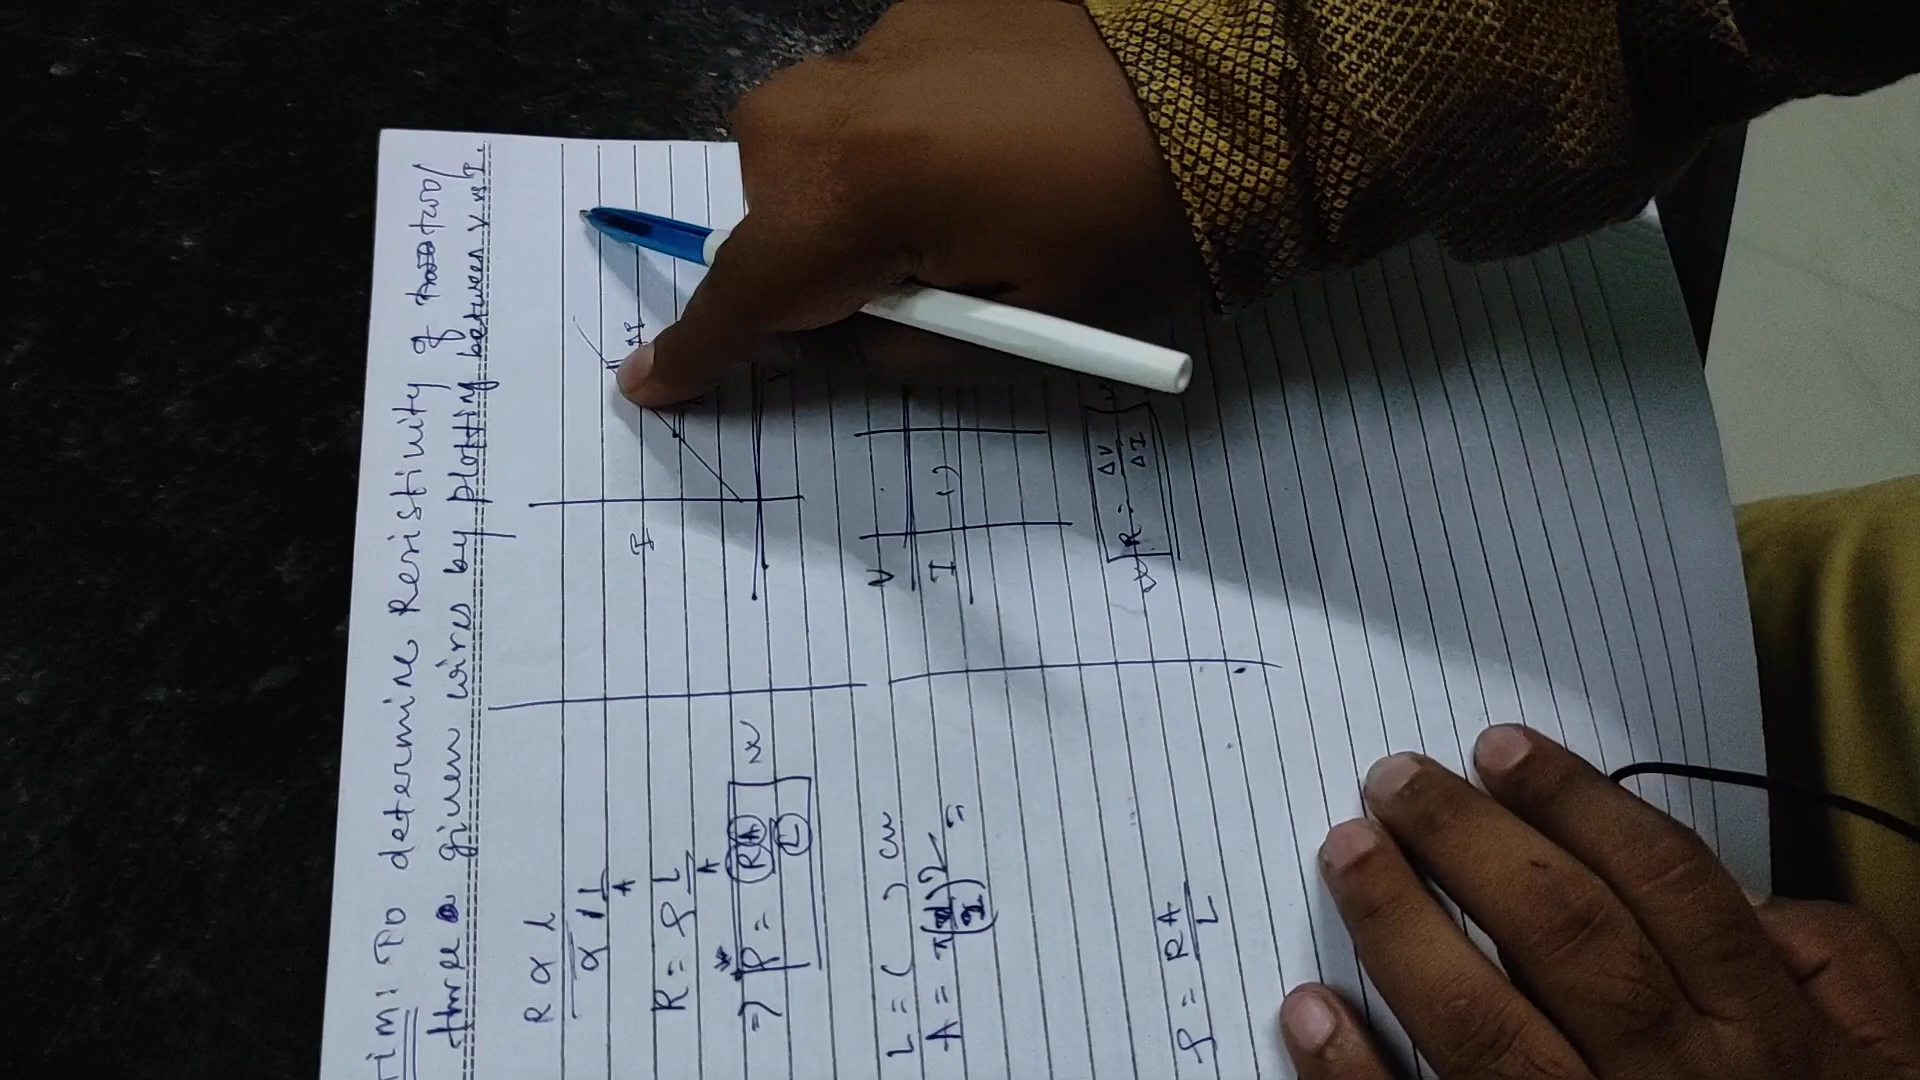 Aim: To determine Resistivity of two/
three given wires by plotting between V vs I.
R α L
α 1/A
R = ρ L/A
=) ρ = RA/L
L = ( ) cm
A = π(d/2)² =
ρ = RA/L
I
V
V
I ( )
R = ΔV/ΔI